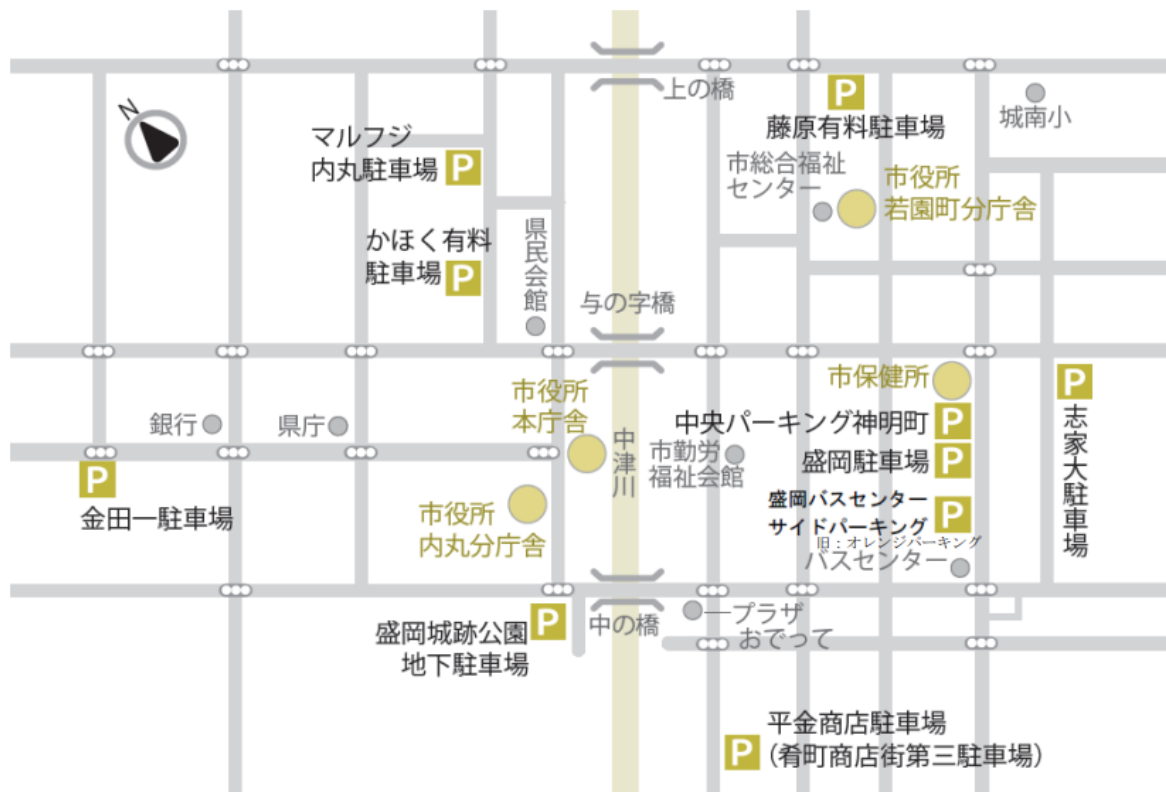 N
上の橋
P
城南小
マルフジ
内丸駐車場 P
藤原有料駐車場
市総合福祉
センター
市役所
若園町分庁舎
かほく有料
駐車場 P
県民会館
与の字橋
市役所
本庁舎
市保健所
P
志家大駐車場
銀行
県庁
中津川
中央パーキング神明町 P
市勤労
福祉会館
盛岡駐車場 P
P
金田一駐車場
市役所
内丸分庁舎
盛岡バスセンター
サイドパーキング P
旧：オレンジパーキング
バスセンター
盛岡城跡公園 P
地下駐車場
中の橋
プラザ
おでって
平金商店駐車場
P (肴町商店街第三駐車場)